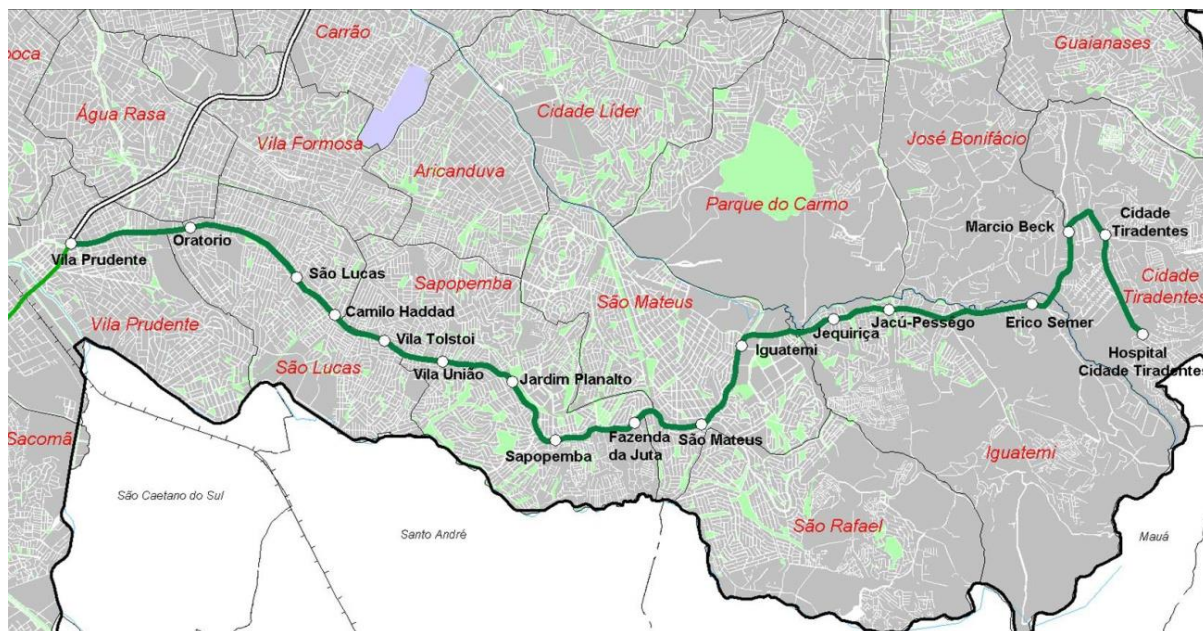 Carrão
Guaianases
ooca
Água Rasa
Cidade Líder
Vila Formosa
José Bonifácio
Aricanduva
Parque do Carmo
Marcio Beck
Cidade
Tiradentes
Oratorio
Vila Prudente
São Lucas
Sapopemba
São Mateus
Cidade
Tiradentes
Camilo Haddad
Vila Prudente
Vila Tolstoi
Jequiriça
Jacú-Pessego
Erico Semer
Iguatemi
Hospital
Cidade Tiradentes
São Lucas
Vila União
Jardim Planalto
Sacomã
Sapopemba
Fazenda
da Juta
São Mateus
Iguatemi
São Caetano do Sul
Santo André
São Rafael
Mauá